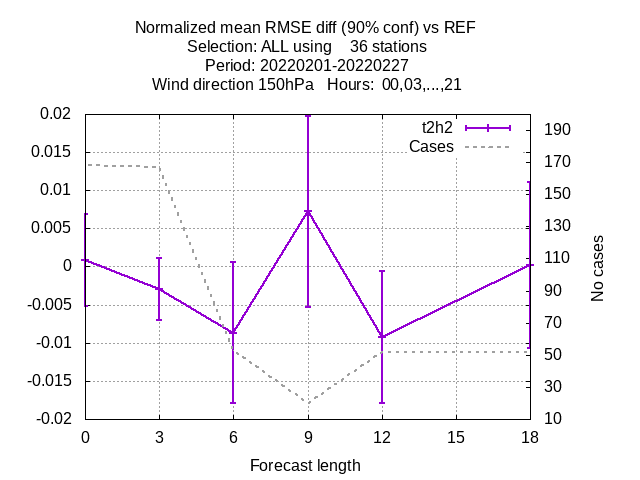 Normalized mean RMSE diff (90% conf) vs REF
Selection: ALL using    36 stations
Period: 20220201-20220227
Wind direction 150hPa   Hours:  00,03,...,21
t2h2
Cases
0.02
0.015
0.01
0.005
0
-0.005
-0.01
-0.015
-0.02
190
170
150
130
110
90
70
50
30
10
No cases
0 3 6 9 12 15 18
Forecast length